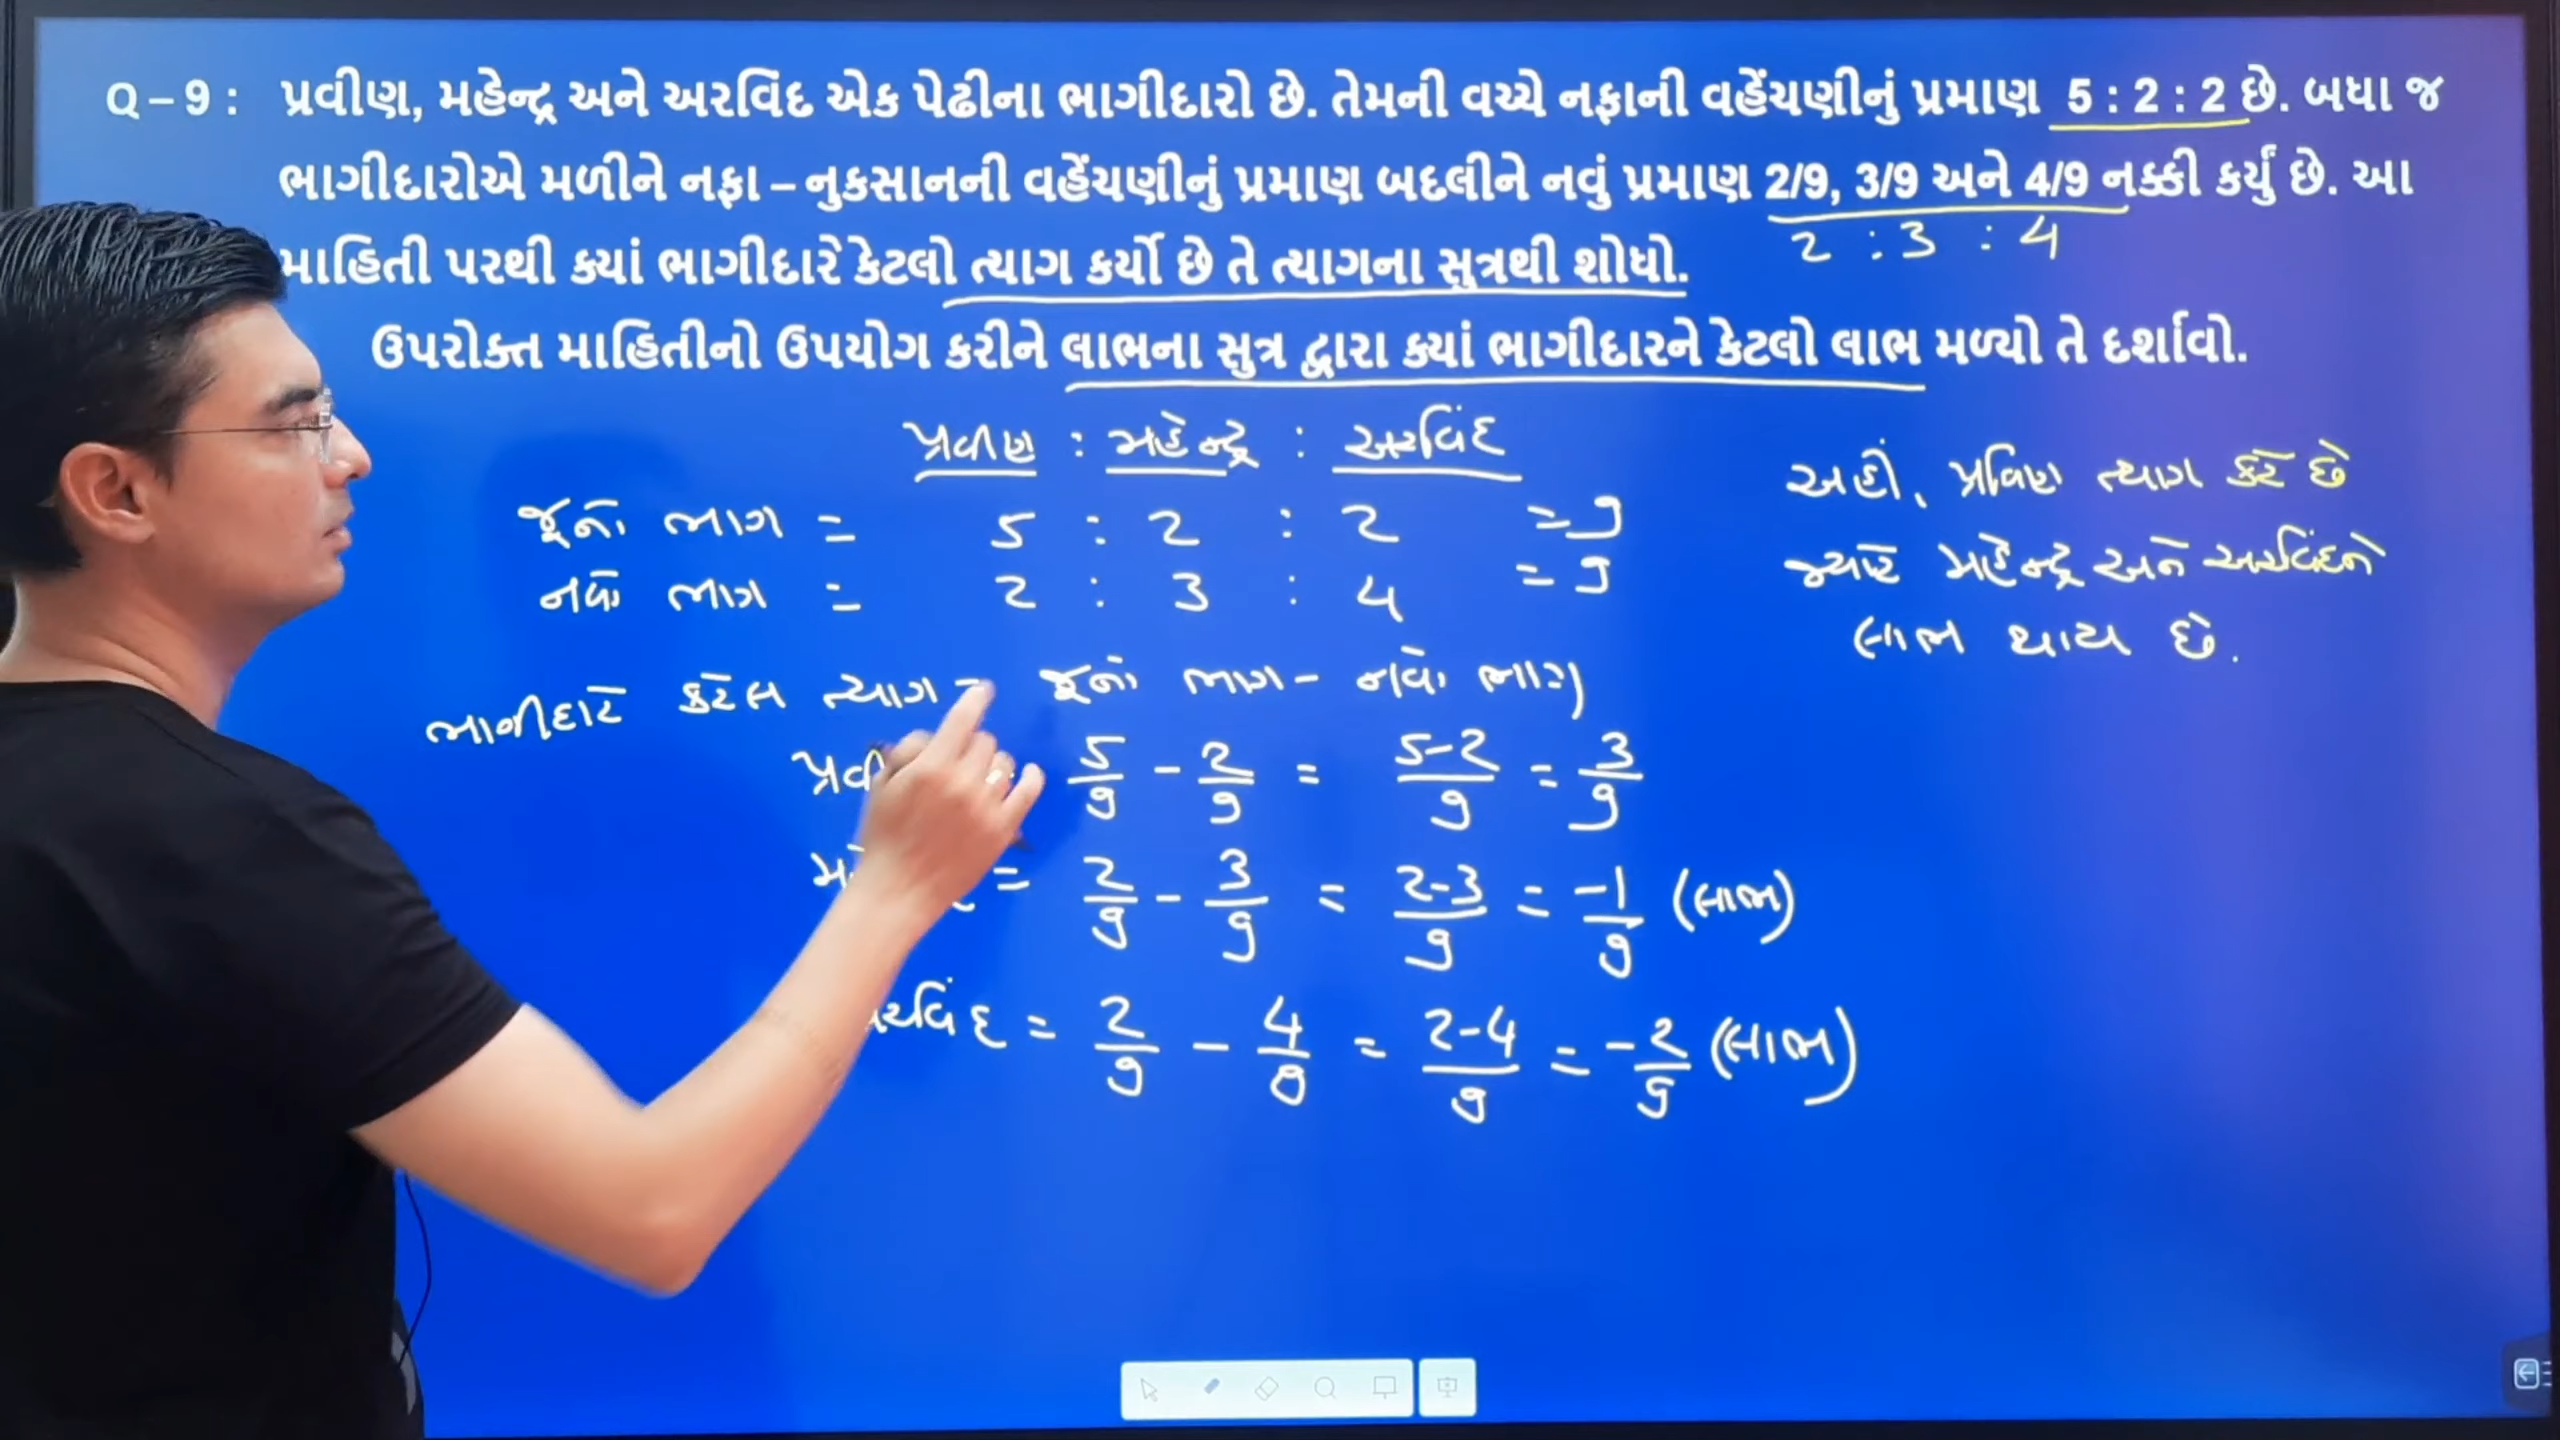 Q – 9 : પ્રવીણ, મહેન્દ્ર અને અરવિંદ એક પેઢીના ભાગીદારો છે. તેમની વચ્ચે નફાની વહેંચણીનું પ્રમાણ 5 : 2 : 2 છે. બધા જ
ભાગીદારોએ મળીને નફા – નુકસાનની વહેંચણીનું પ્રમાણ બદલીને નવું પ્રમાણ 2/9, 3/9 અને 4/9 નક્કી કર્યું છે. આ
2 : 3 : 4
માહિતી પરથી ક્યાં ભાગીદારે કેટલો ત્યાગ કર્યો છે તે ત્યાગના સુત્રથી શોધો.
ઉપરોક્ત માહિતીનો ઉપયોગ કરીને લાભના સુત્ર દ્વારા ક્યાં ભાગીદારને કેટલો લાભ મળ્યો તે દર્શાવો.
પ્રવીણ : મહેન્દ્ર : અરવિંદ
જૂનો ભાગ = 5 : 2 : 2 = 9
નવો ભાગ = 2 : 3 : 4 = 9
ભાગીદારે કરેલ ત્યાગ = જૂનો ભાગ - નવો ભાગ
5/9 - 2/9 = 5-2/9 = 3/9
= 2/9 - 3/9 = 2-3/9 = -1/9 (લાભ)
= 2/9 - 4/9 = 2-4/9 = -2/9 (લાભ)
અહીં, પ્રવિણ ત્યાગ કરે છે
જ્યારે મહેન્દ્ર અને અરવિંદને
લાભ થાય છે.